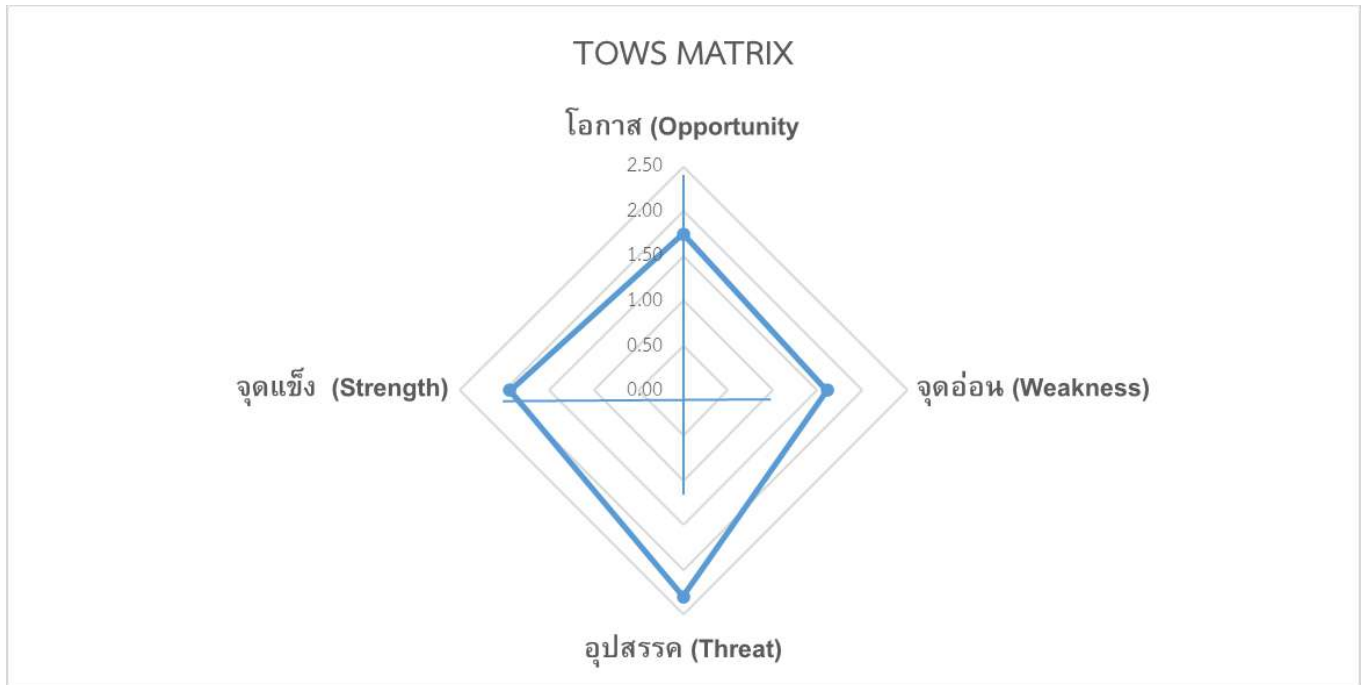 TOWS MATRIX
โอกาส (Opportunity
2.50
2.00
1.50
1.00
0.50
0.00
จุดแข็ง (Strength)
จุดอ่อน (Weakness)
อุปสรรค (Threat)